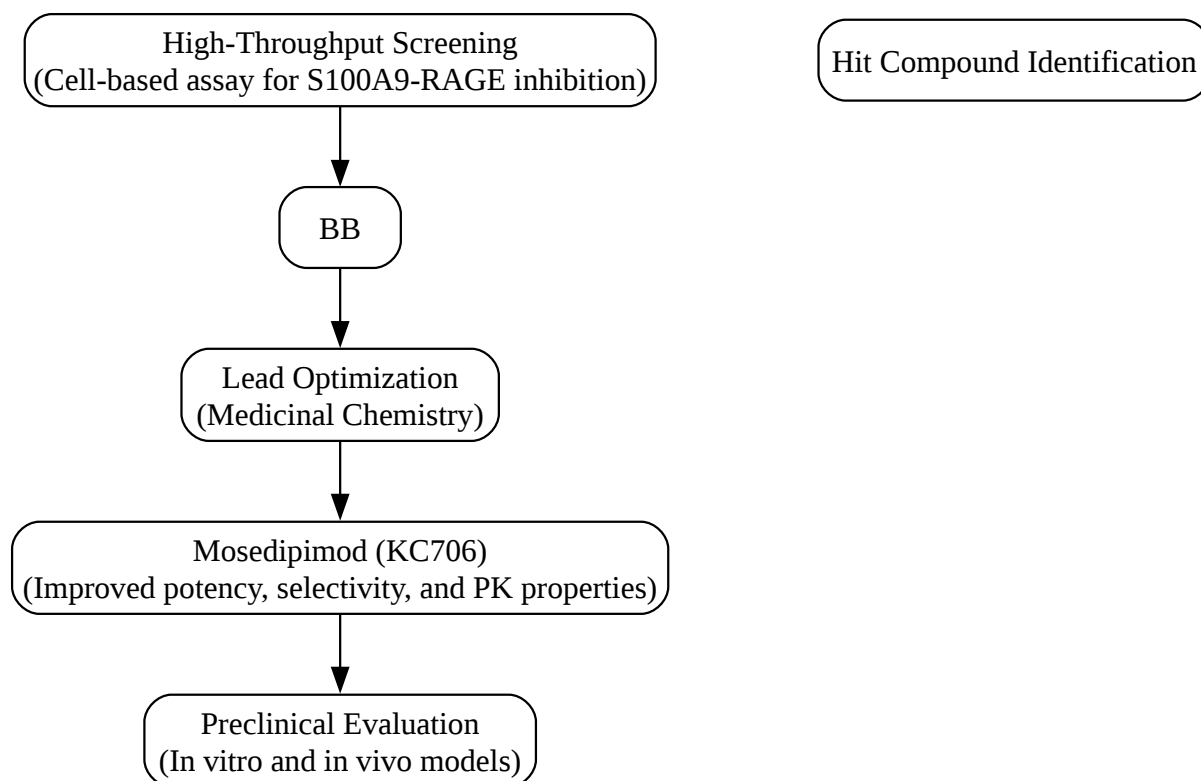 High-Throughput Screening
(Cell-based assay for S100A9-RAGE inhibition)
Hit Compound Identification
BB
Lead Optimization
(Medicinal Chemistry)
Mosedipimod (KC706)
(Improved potency, selectivity, and PK properties)
Preclinical Evaluation
(In vitro and in vivo models)